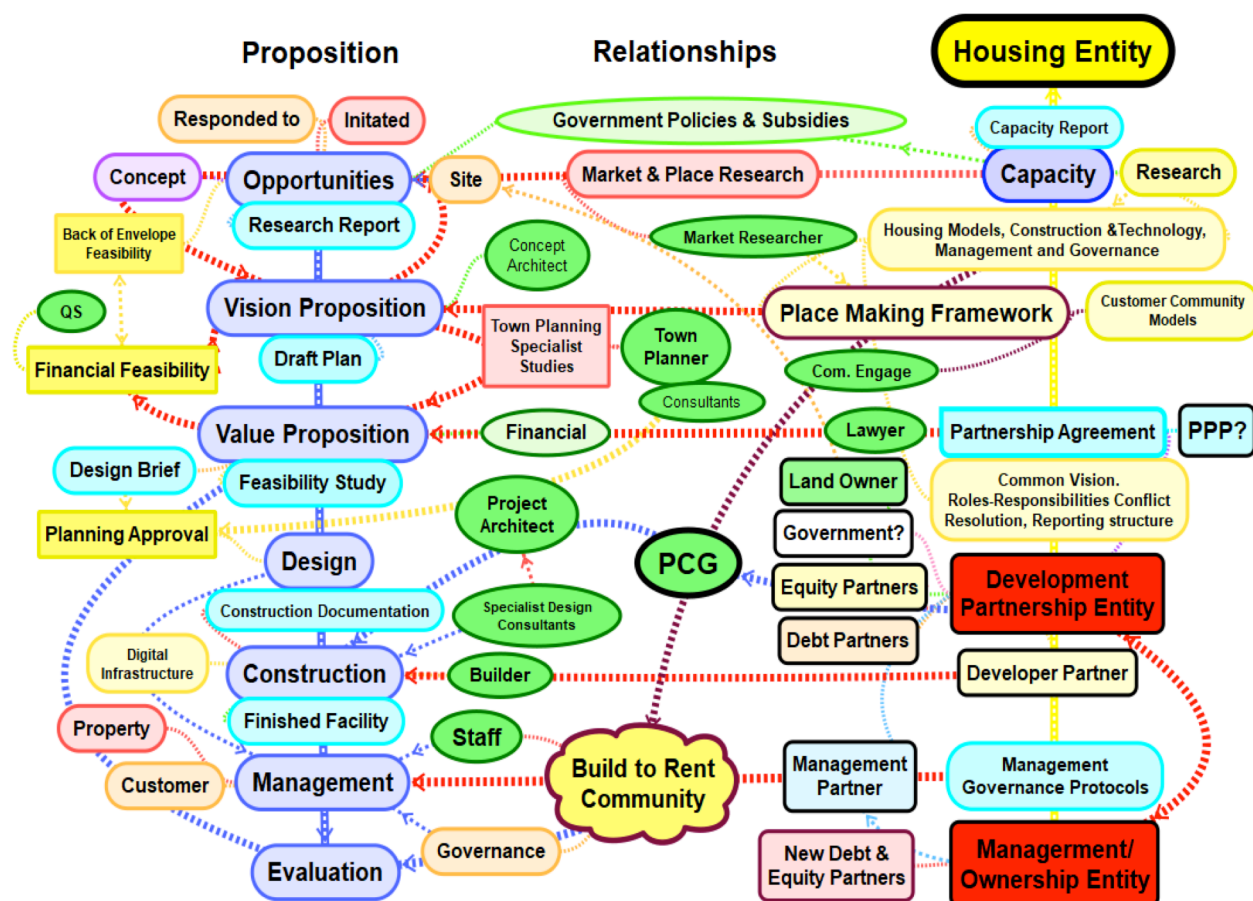 Proposition
Relationships
Housing Entity
Responded to
Initated
Government Policies & Subsidies
Capacity Report
Concept
Opportunities
Site
Market & Place Research
Capacity
Research
Research Report
Back of Envelope
Feasibility
Concept
Architect
Market Researcher
Housing Models, Construction &Technology,
Management and Governance
QS
Vision Proposition
Town Planning
Specialist
Studies
Town
Planner
Place Making Framework
Customer Community
Models
Draft Plan
Financial Feasibility
Com. Engage
Consultants
Value Proposition
Financial
Lawyer
Partnership Agreement
PPP?
Design Brief
Feasibility Study
Land Owner
Common Vision.
Roles-Responsibilities Conflict
Resolution, Reporting structure
Planning Approval
Project
Architect
Government?
Design
PCG
Equity Partners
Development
Partnership Entity
Construction Documentation
Specialist Design
Consultants
Debt Partners
Digital
Infrastructure
Construction
Builder
Developer Partner
Property
Finished Facility
Staff
Customer
Management
Build to Rent
Community
Management
Partner
Management
Governance Protocols
Governance
Evaluation
New Debt &
Equity Partners
Managerment/
Ownership Entity